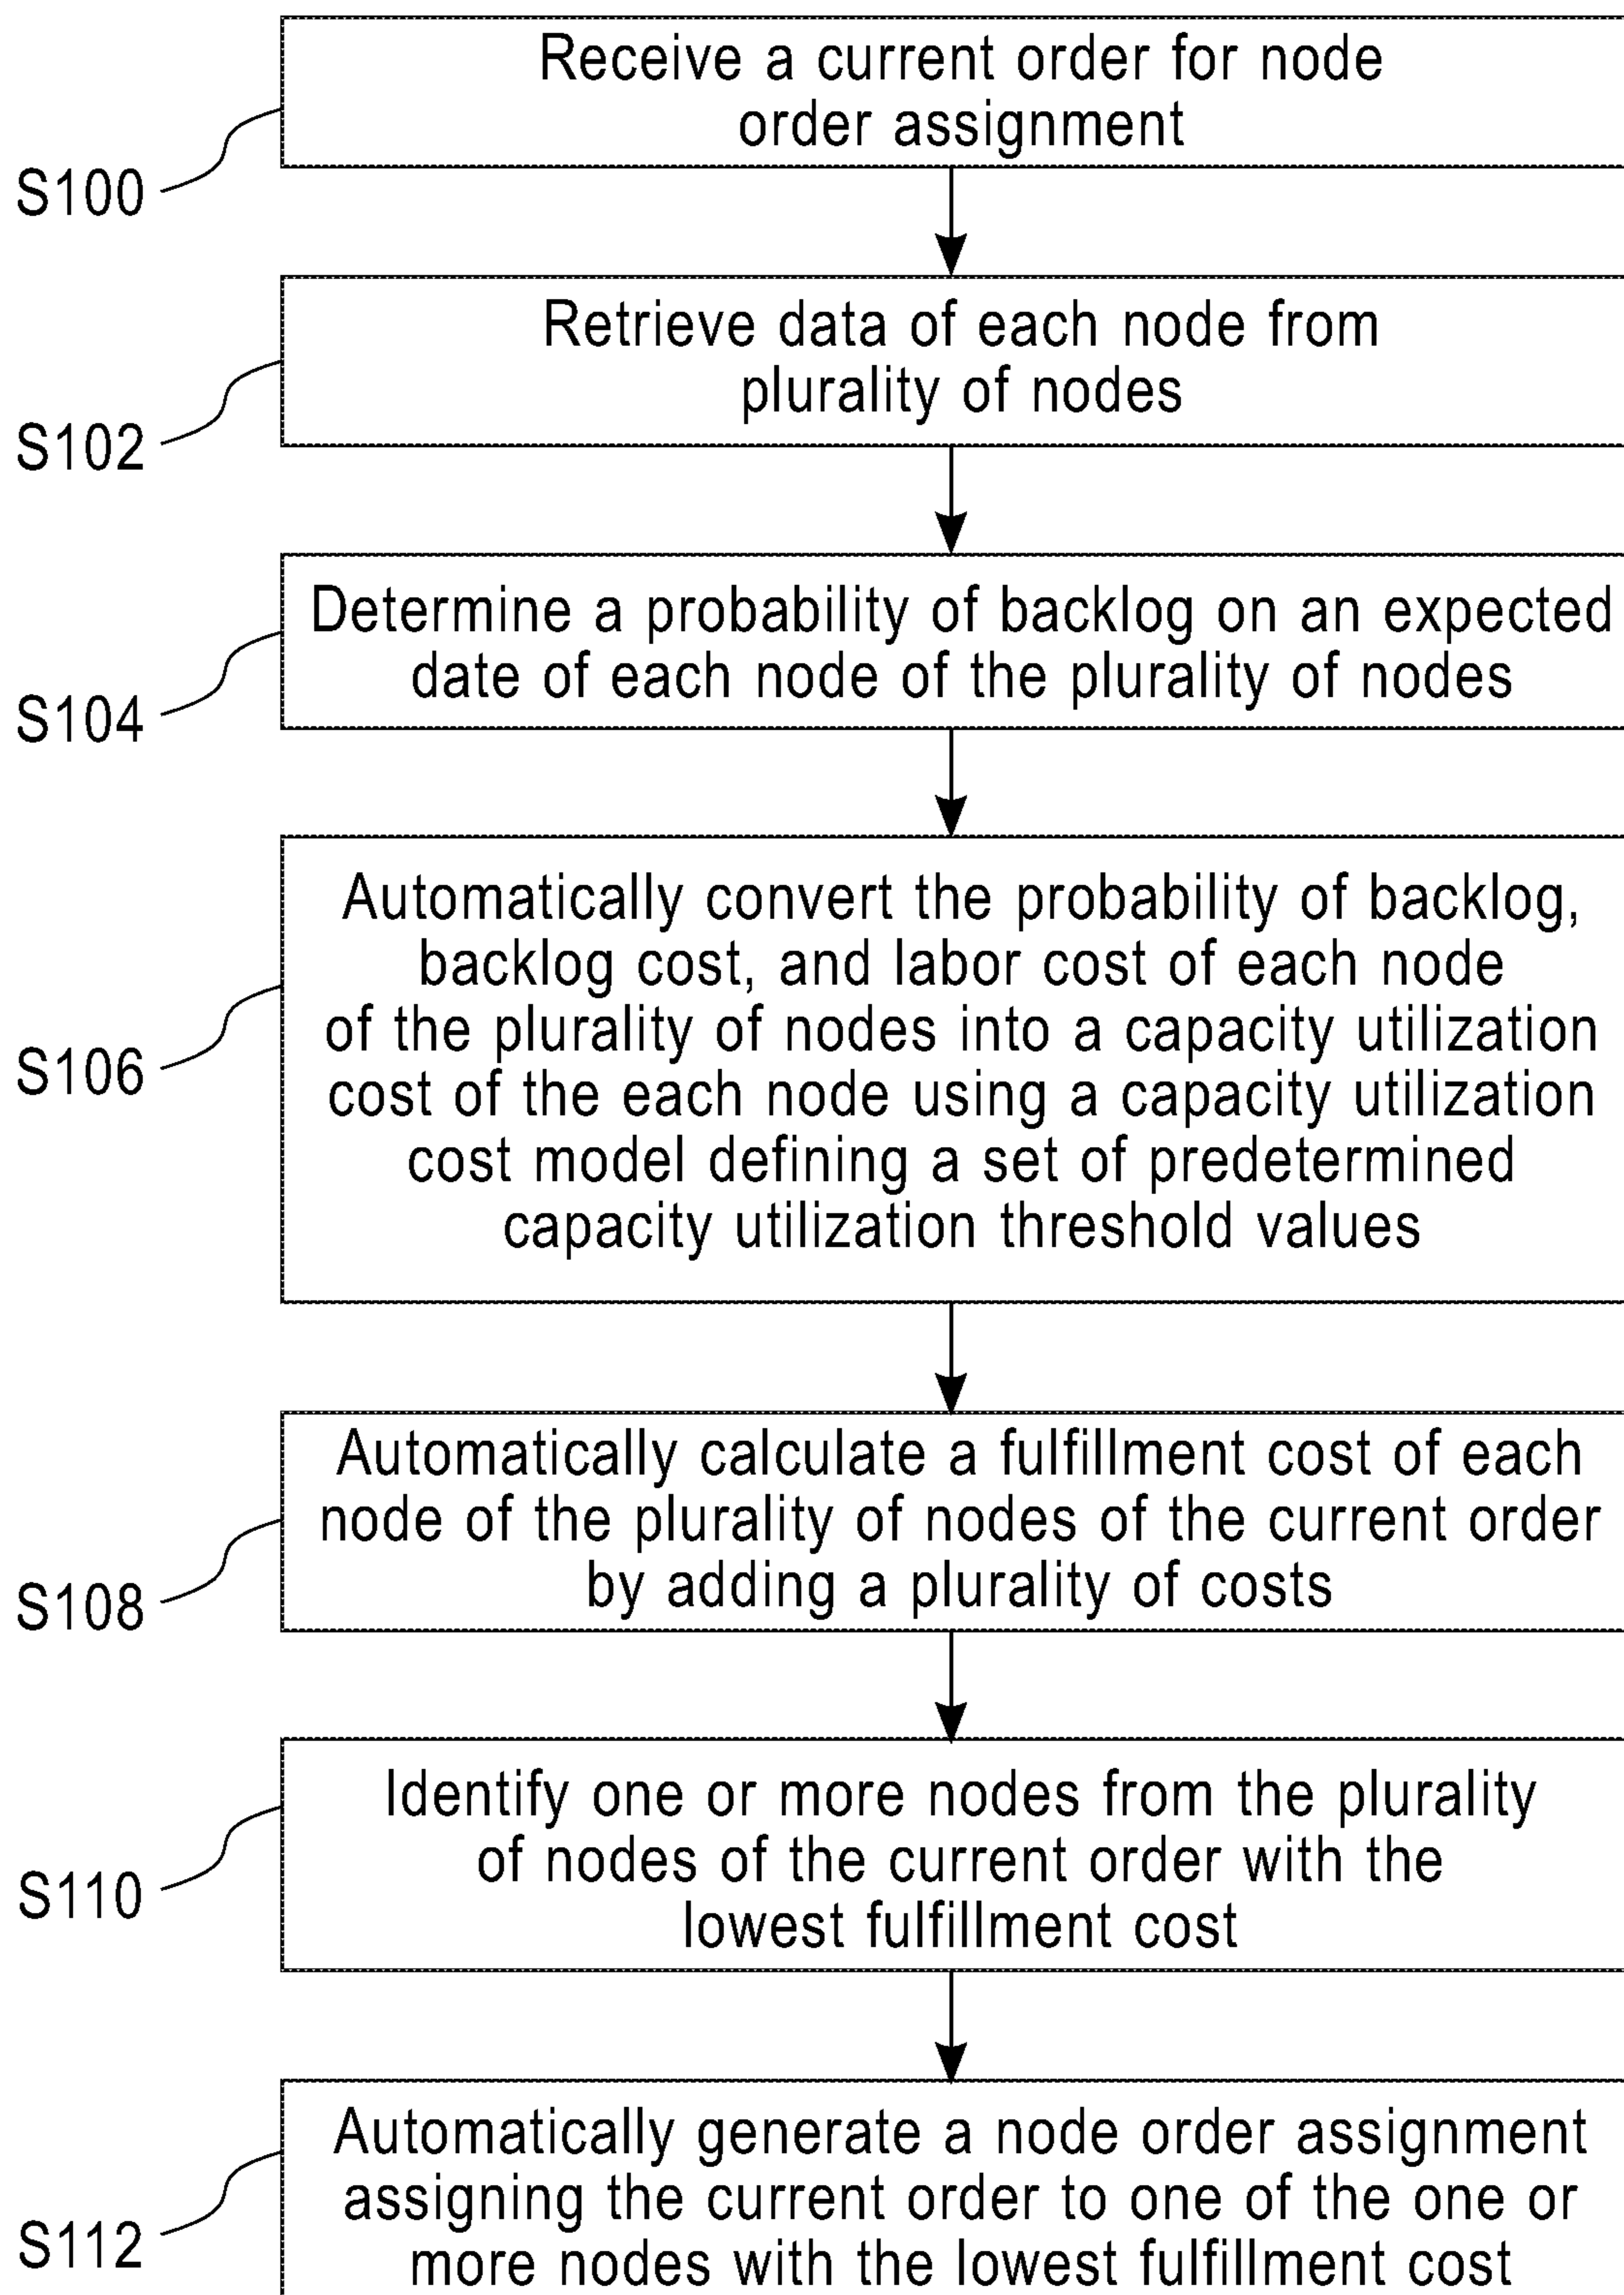 Receive a current order for node
order assignment
S100
Retrieve data of each node from
plurality of nodes
S102
Determine a probability of backlog on an expected
date of each node of the plurality of nodes
S104
Automatically convert the probability of backlog,
backlog cost, and labor cost of each node
of the plurality of nodes into a capacity utilization
cost of the each node using a capacity utilization
cost model defining a set of predetermined
capacity utilization threshold values
S106
Automatically calculate a fulfillment cost of each
node of the plurality of nodes of the current order
by adding a plurality of costs
S108
Identify one or more nodes from the plurality
of nodes of the current order with the
lowest fulfillment cost
S110
Automatically generate a node order assignment
assigning the current order to one of the one or
more nodes with the lowest fulfillment cost
S112